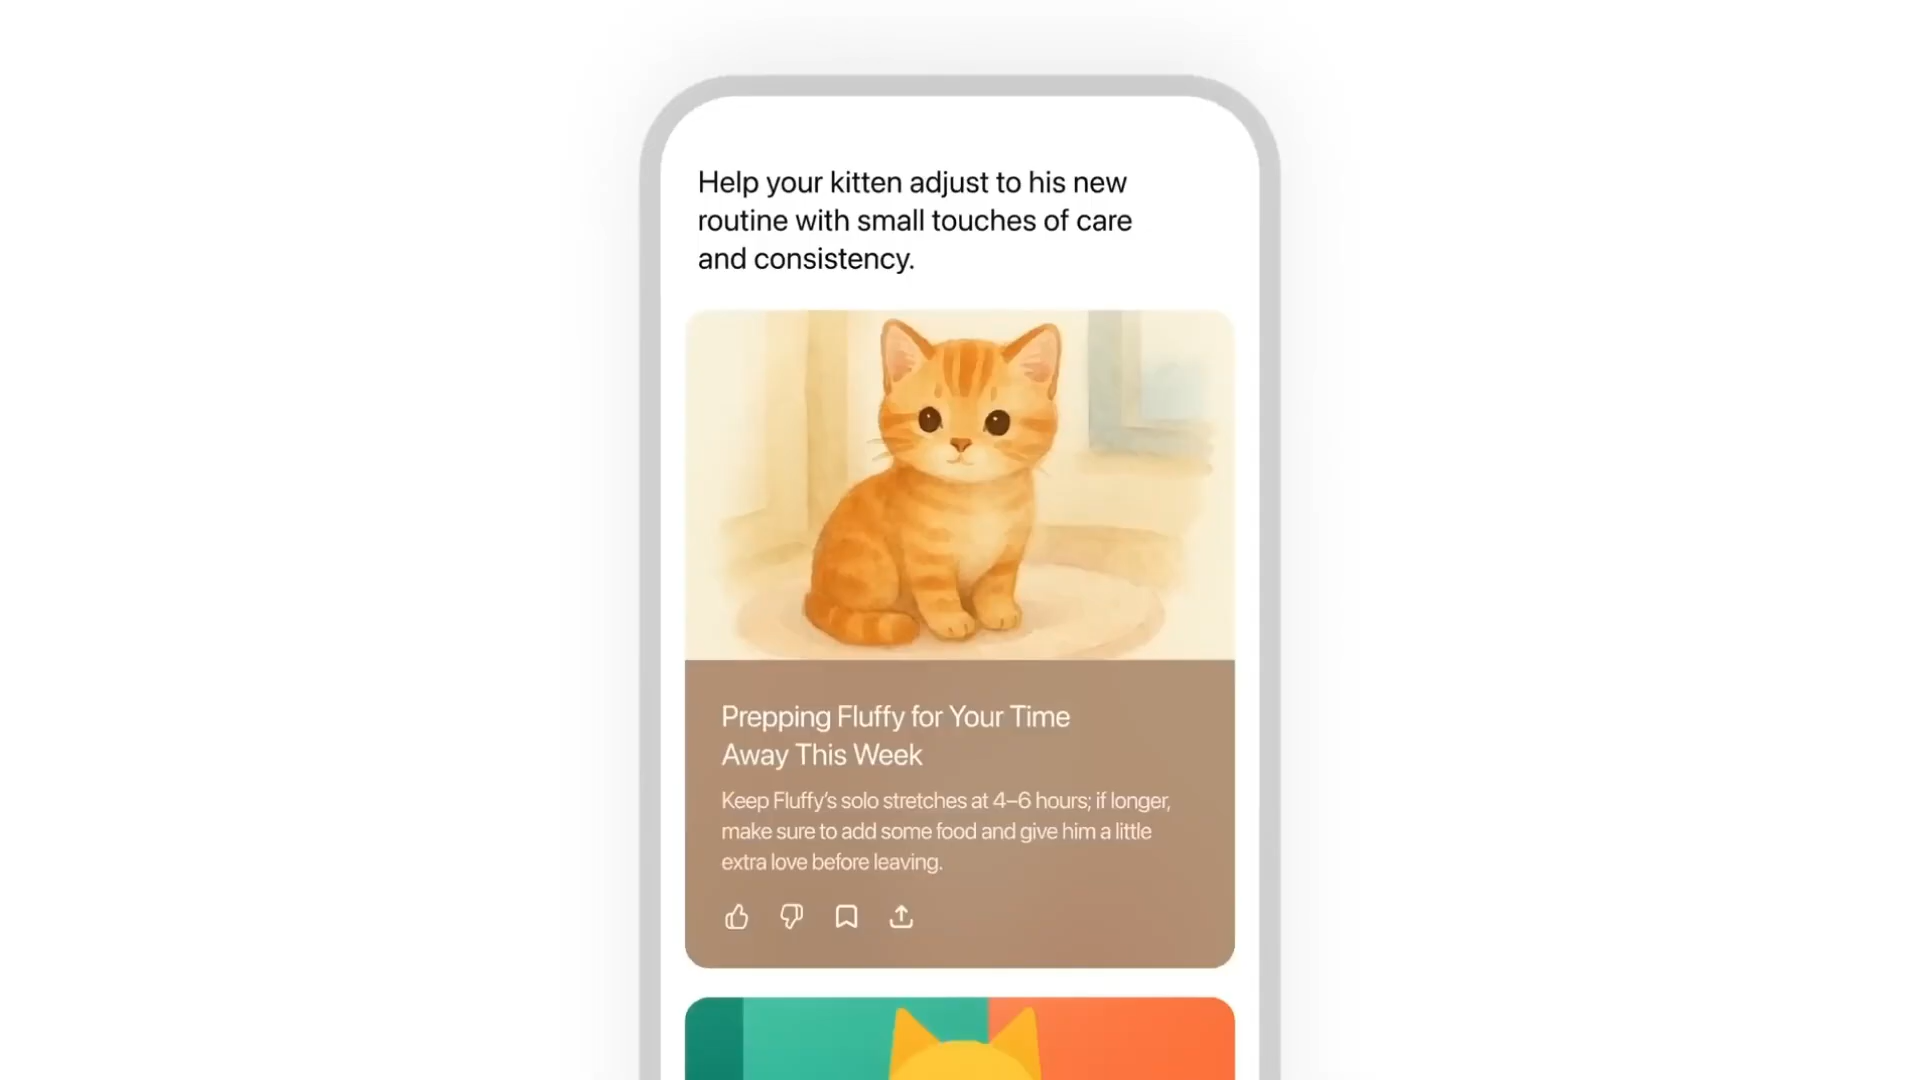 Help your kitten adjust to his new
routine with small touches of care
and consistency.
Prepping Fluffy for Your Time
Away This Week
Keep Fluffy’s solo stretches at 4–6 hours; if longer,
make sure to add some food and give him a little
extra love before leaving.